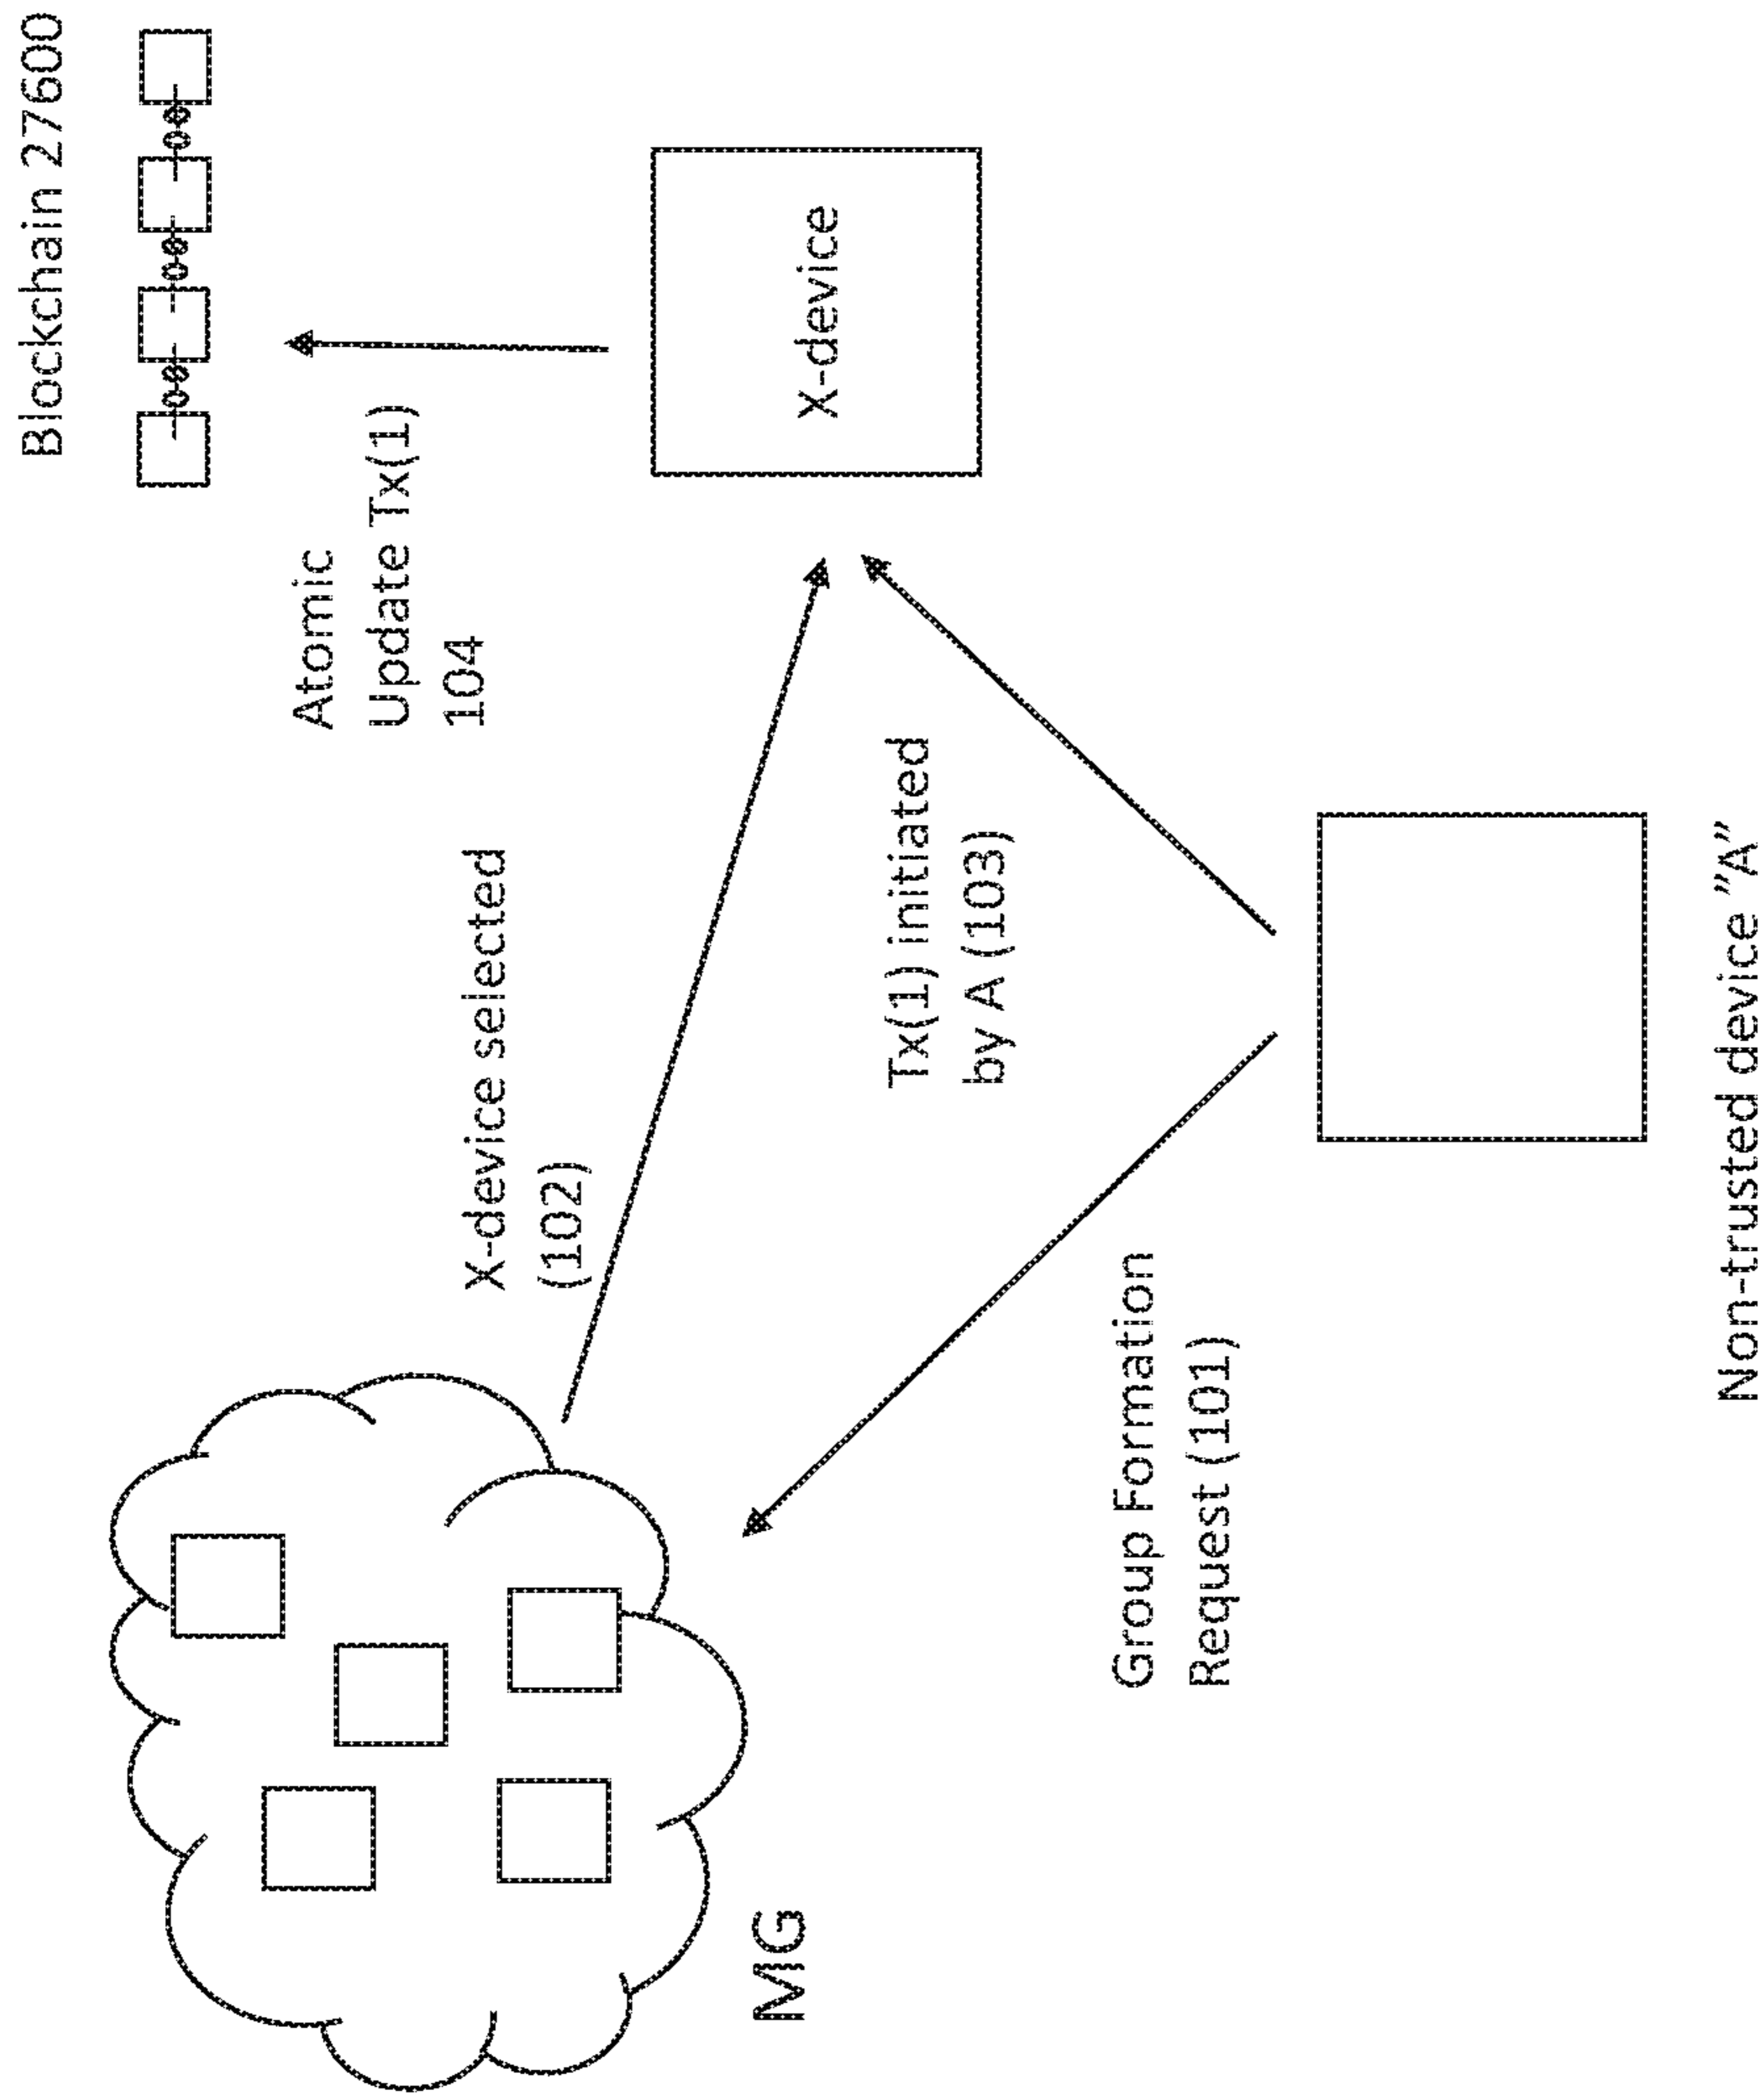 Blockchain 27600
Atomic
Update Tx(1)
104
X-device selected
(102)
X-device
MG
Tx(1) initiated
by A (103)
Group Formation
Request (101)
Non-trusted device "A"